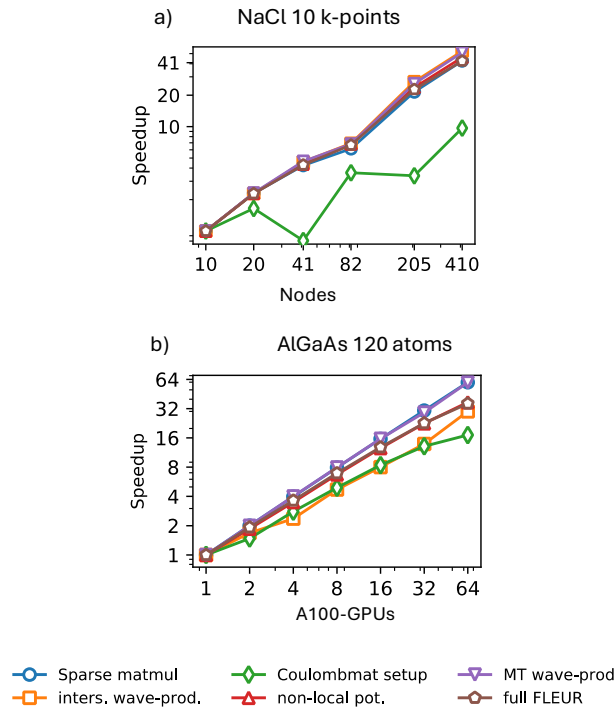 a) NaCl 10 k-points
41
20
10
Speedup
10 20 41 82 205 410
Nodes
b) AlGaAs 120 atoms
64
32
16
8
4
2
1
Speedup
1 2 4 8 16 32 64
A100-GPUs
Sparse matmul Coulombmat setup MT wave-prod
inters. wave-prod. non-local pot. full FLEUR